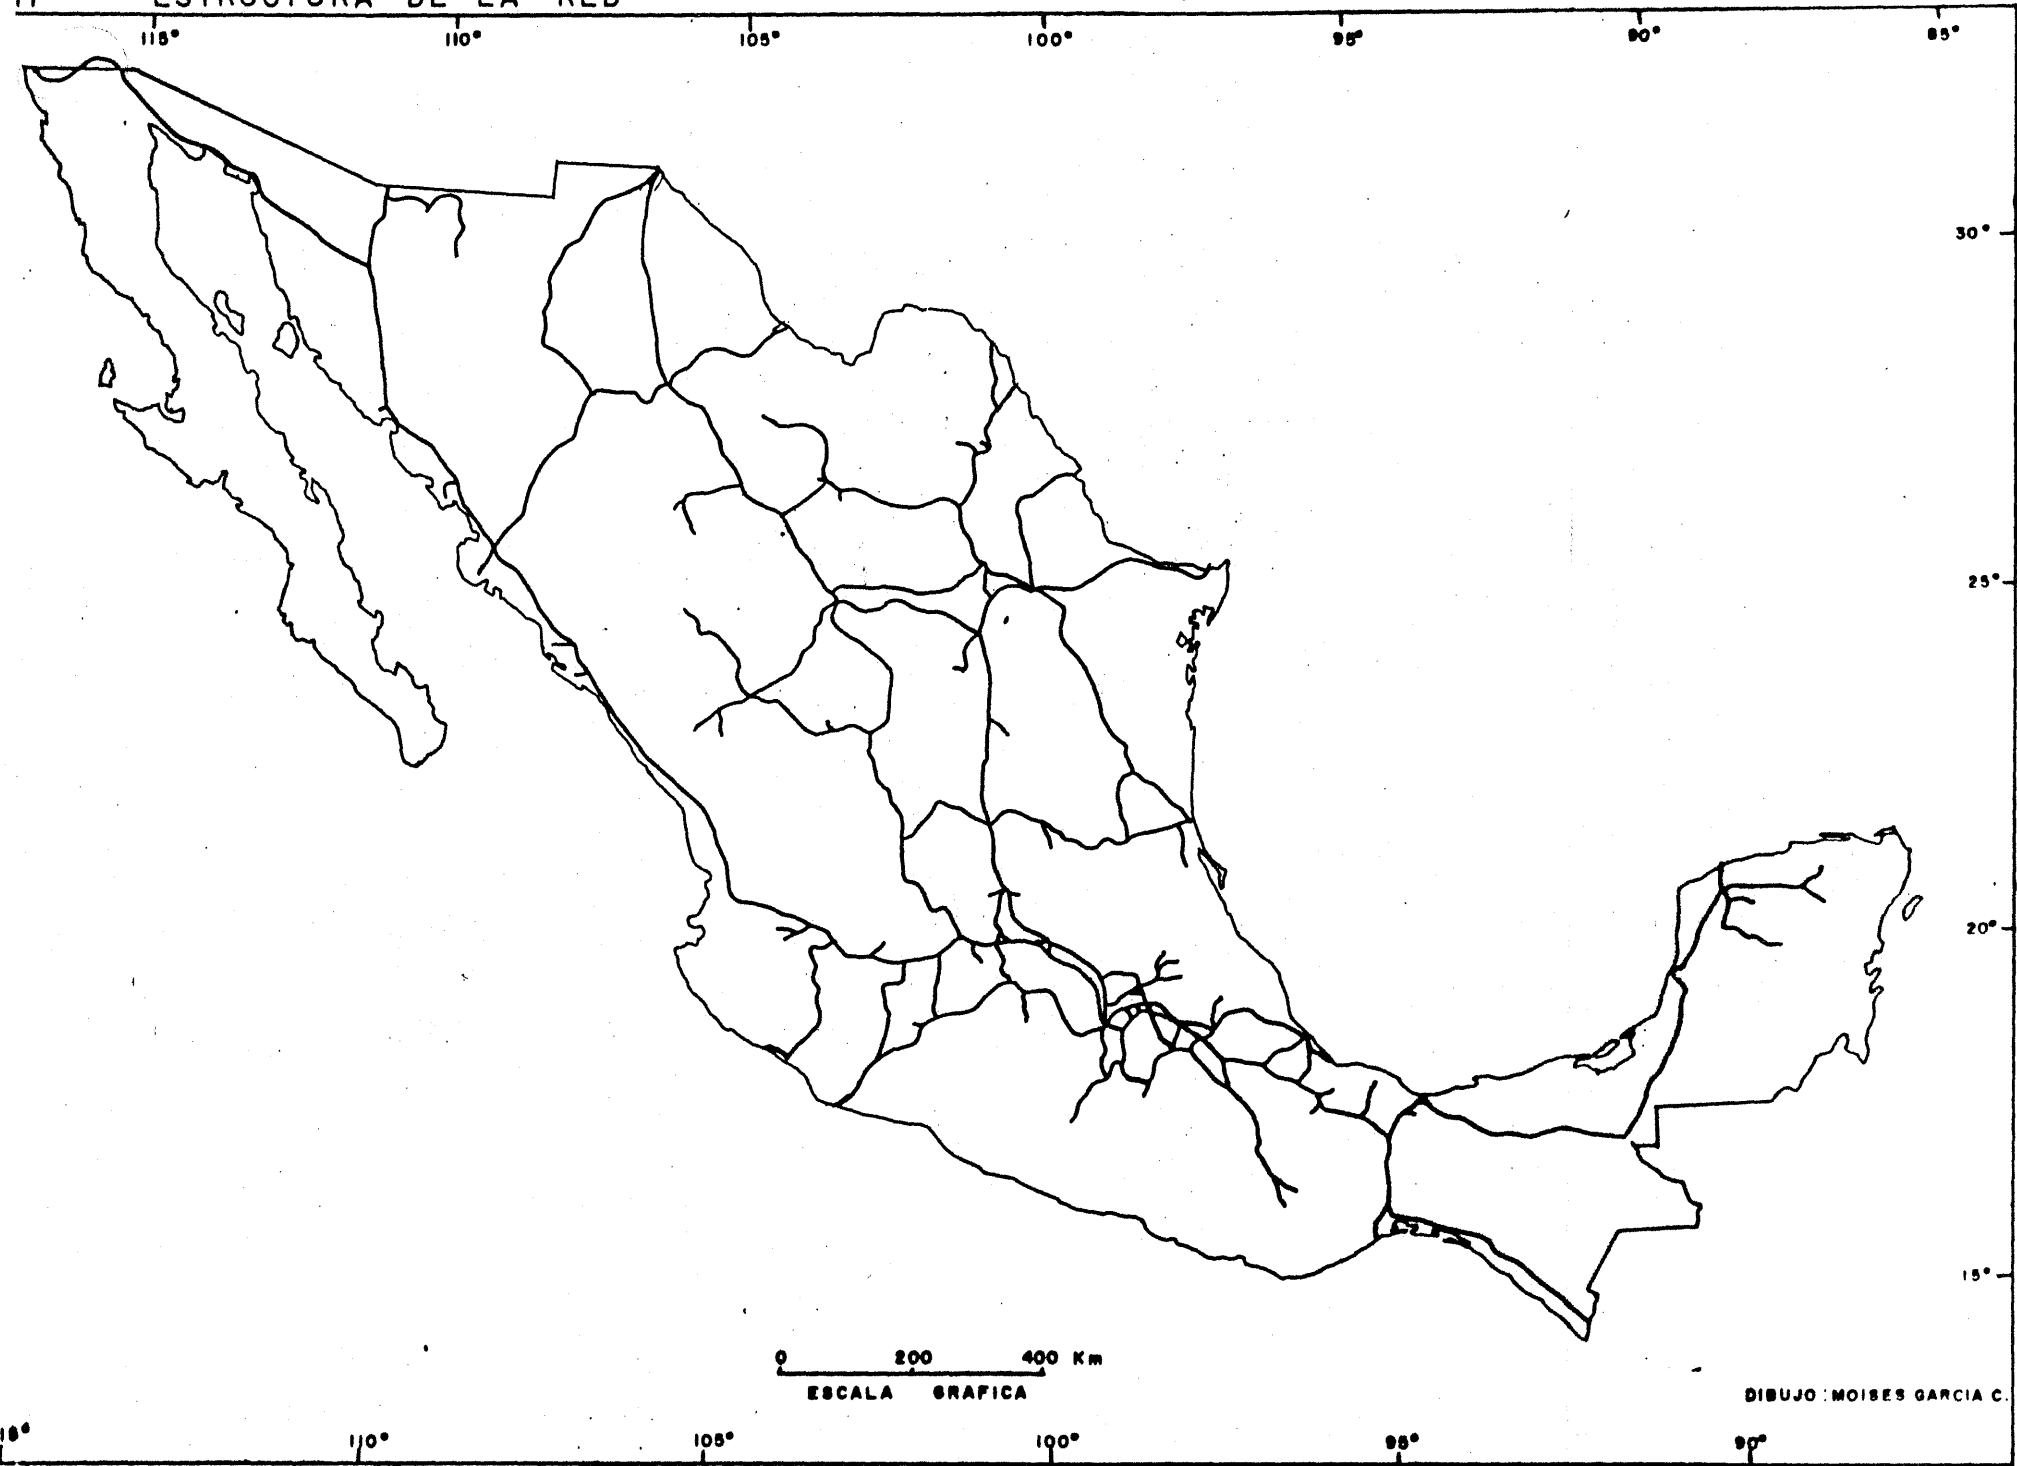 ESTRUCTURA DE LA RED
115° 110° 105° 100° 95° 90° 85°
30°
25°
20°
15°
0 200 400 Km
ESCALA GRAFICA
DIBUJO: MOISES GARCIA C.
110° 105° 100° 95° 90°